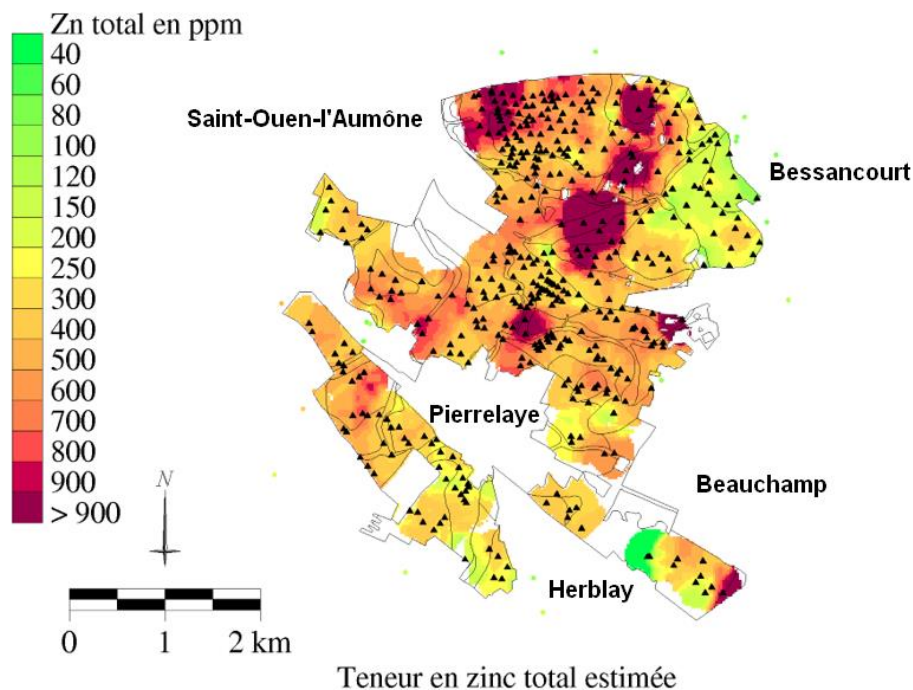 Zn total en ppm
40
60
80
100
120
150
200
250
300
400
500
600
700
800
900
> 900
Saint-Ouen-l'Aumône
Bessancourt
Pierrelaye
Beauchamp
Herblay
N
0 1 2 km
Teneur en zinc total estimée